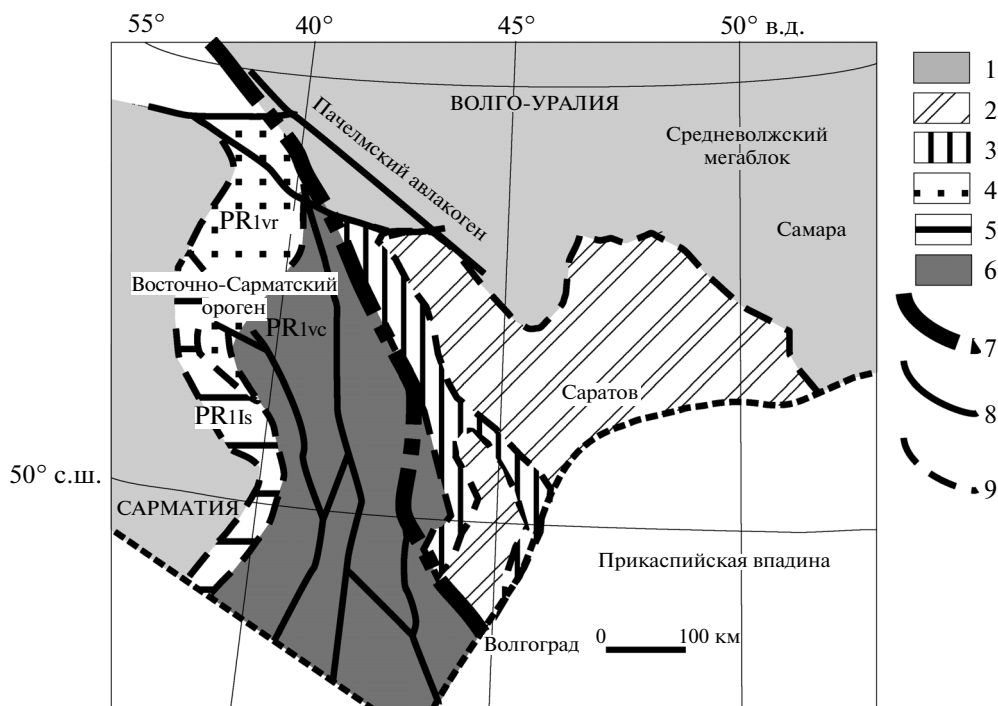 55°
40°
45°
50° в.д.
ВОЛГО-УРАЛИЯ
Пачелмский авлакоген
Средневолжский
мегаблок
Самара
PR1vr
Восточно-Сарматский
ороген
PR1vc
Саратов
PR1Is
50° с.ш.
САРМАТИЯ
Прикаспийская впадина
Волгоград
0 100 км
1
2
3
4
5
6
7
8
9